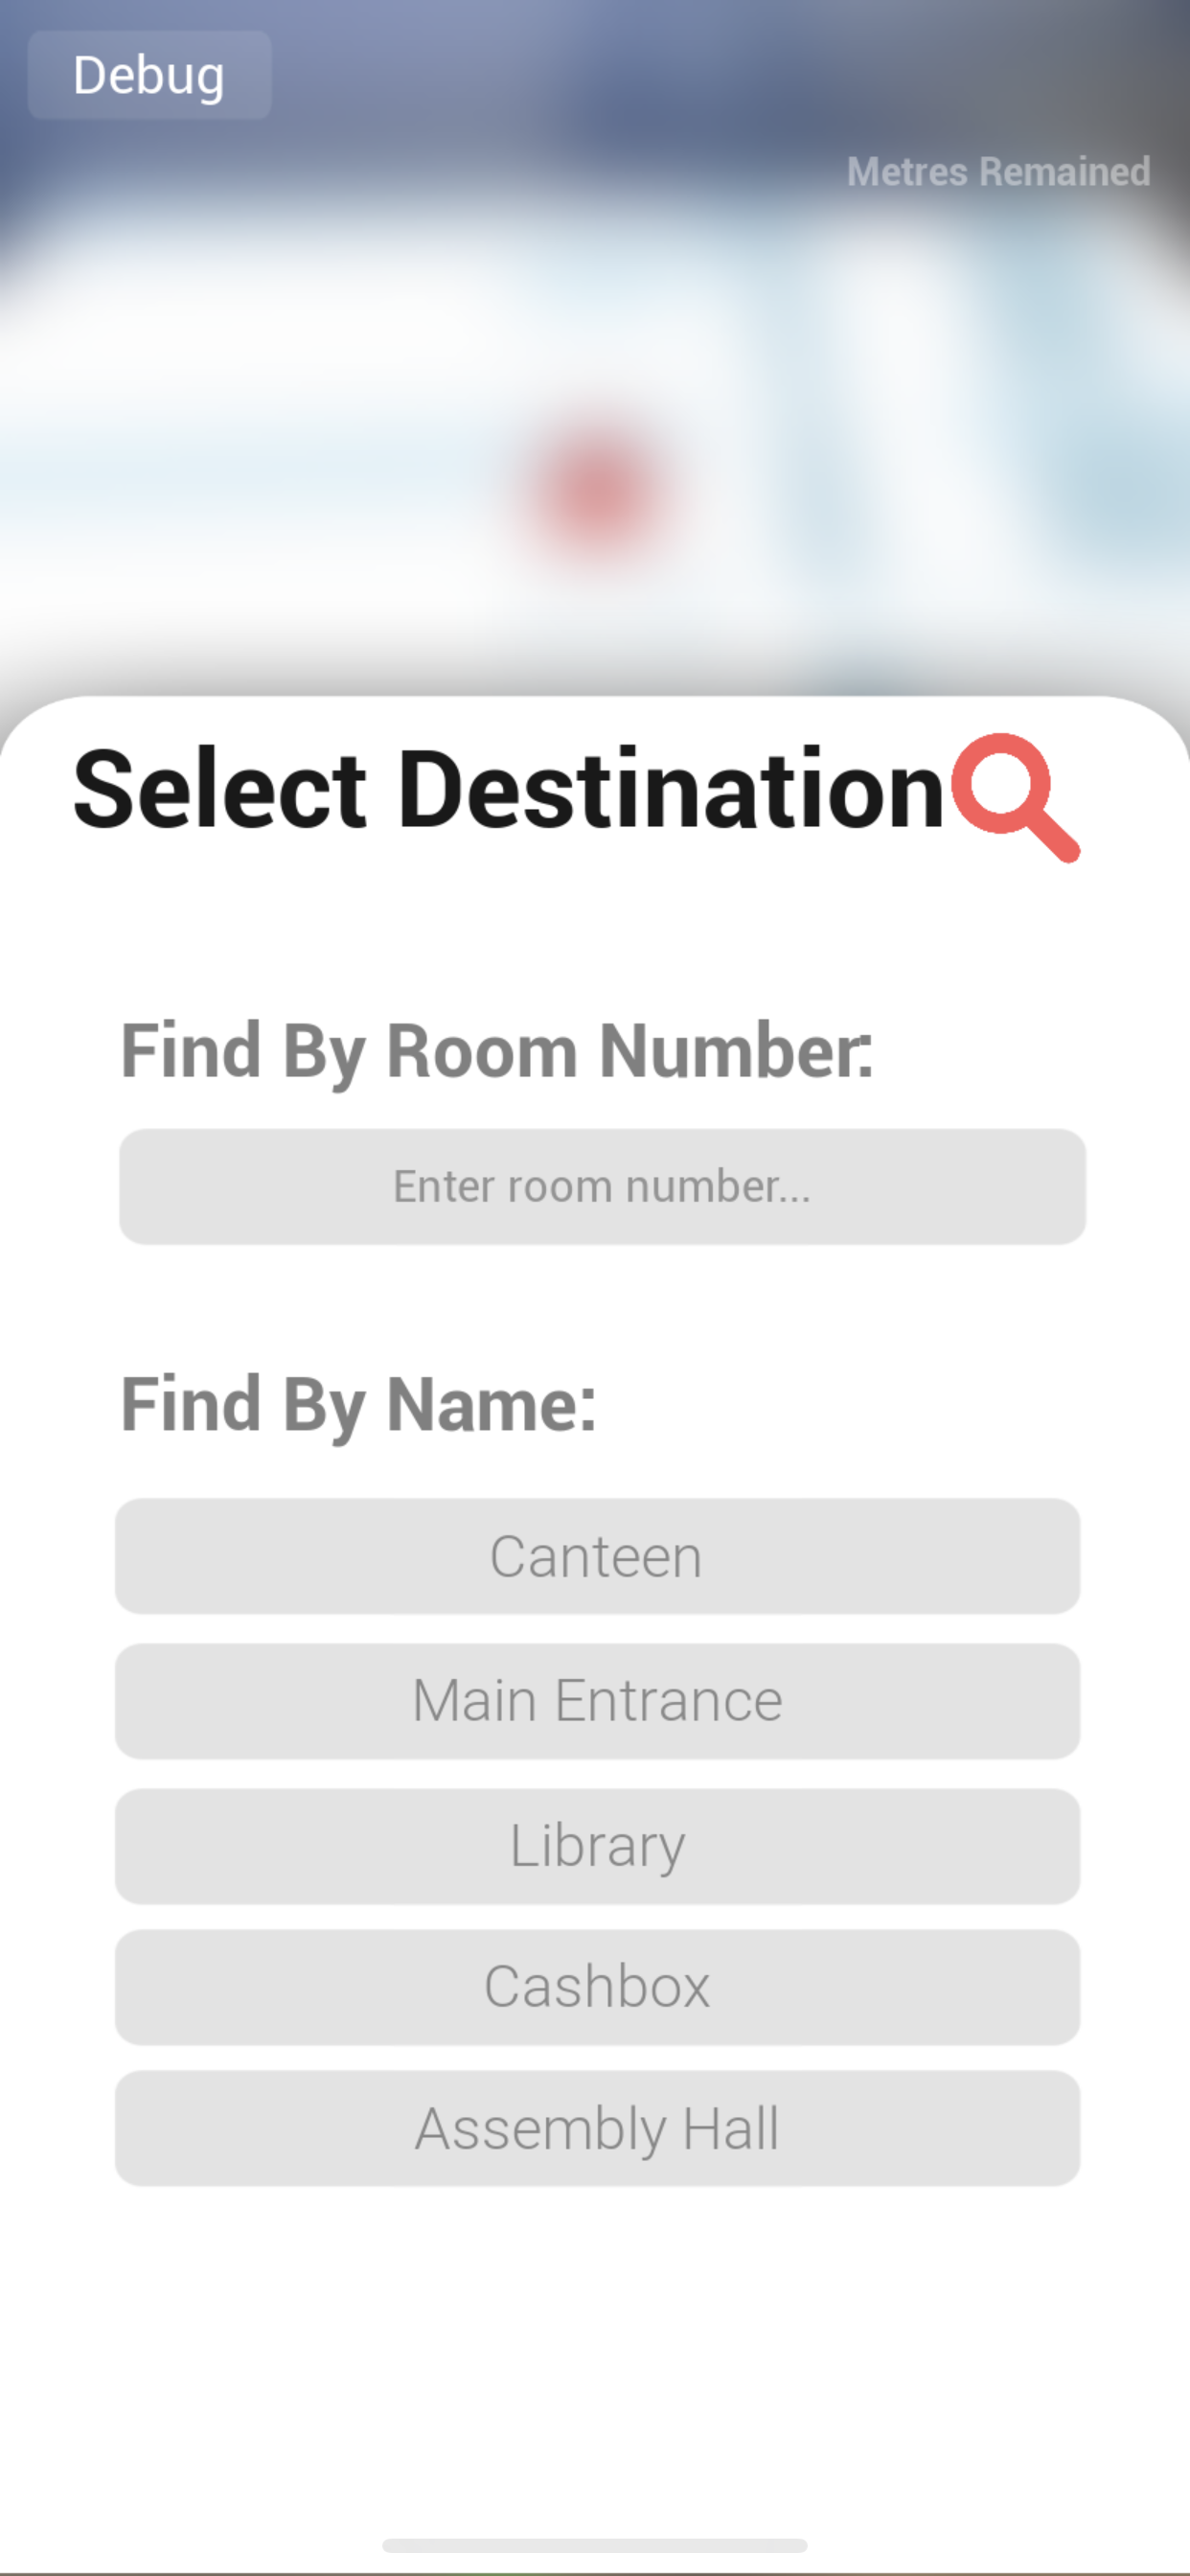 Debug
Metres Remained
Select Destination
Find By Room Number:
Enter room number...
Find By Name:
Canteen
Main Entrance
Library
Cashbox
Assembly Hall